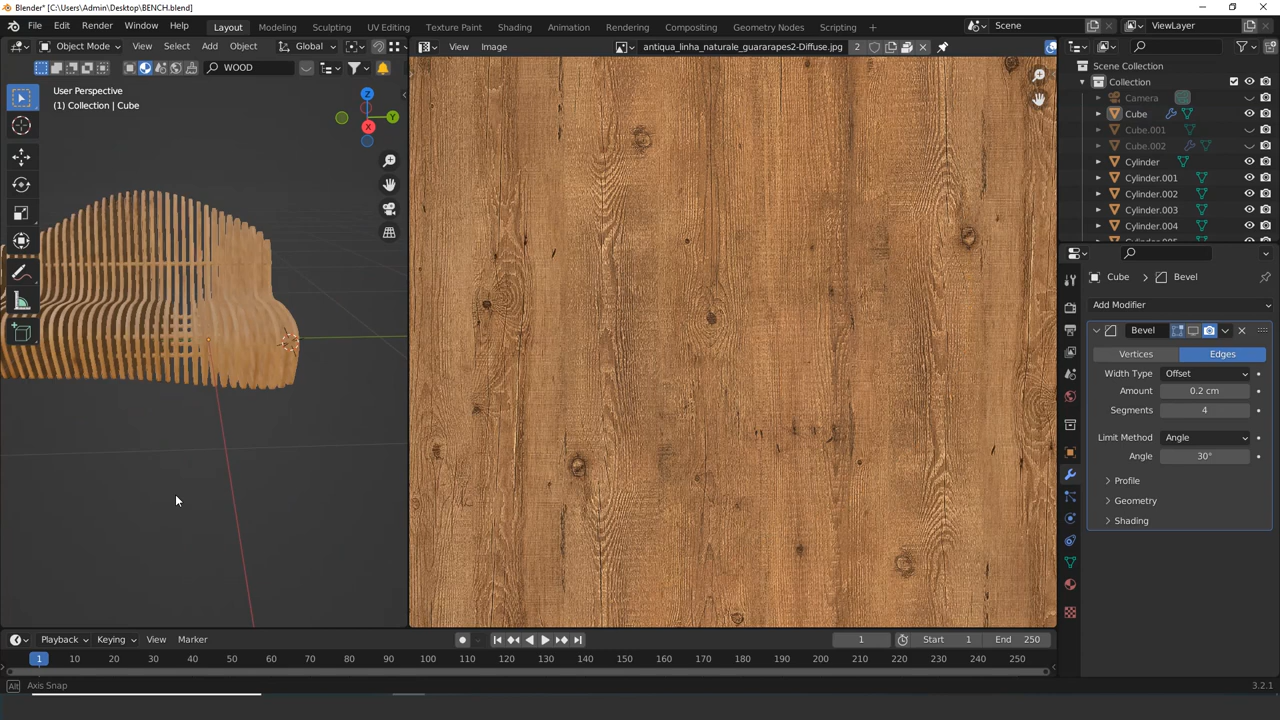 Blender* [C:\Users\Admin\Desktop\BENCH.blend]
File Edit Render Window Help Layout Modeling Sculpting UV Editing Texture Paint Shading Animation Rendering Compositing Geometry Nodes Scripting Scene ViewLayer
Object Mode View Select Add Object Global View Image antiqua_linha_naturale_guararapes2-Diffuse.jpg 2
WOOD
User Perspective
(1) Collection | Cube
Z
Y
X
Scene Collection
Collection
Camera
Cube
Cube.001
Cube.002
Cylinder
Cylinder.001
Cylinder.002
Cylinder.003
Cylinder.004
Cube Bevel
Add Modifier
Bevel
Vertices Edges
Width Type Offset
Amount 0.2 cm
Segments 4
Limit Method Angle
Angle 30°
Profile
Geometry
Shading
Playback Keying View Marker 1 Start 1 End 250
1 10 20 30 40 50 60 70 80 90 100 110 120 130 140 150 160 170 180 190 200 210 220 230 240 250
Alt Axis Snap 3.2.1